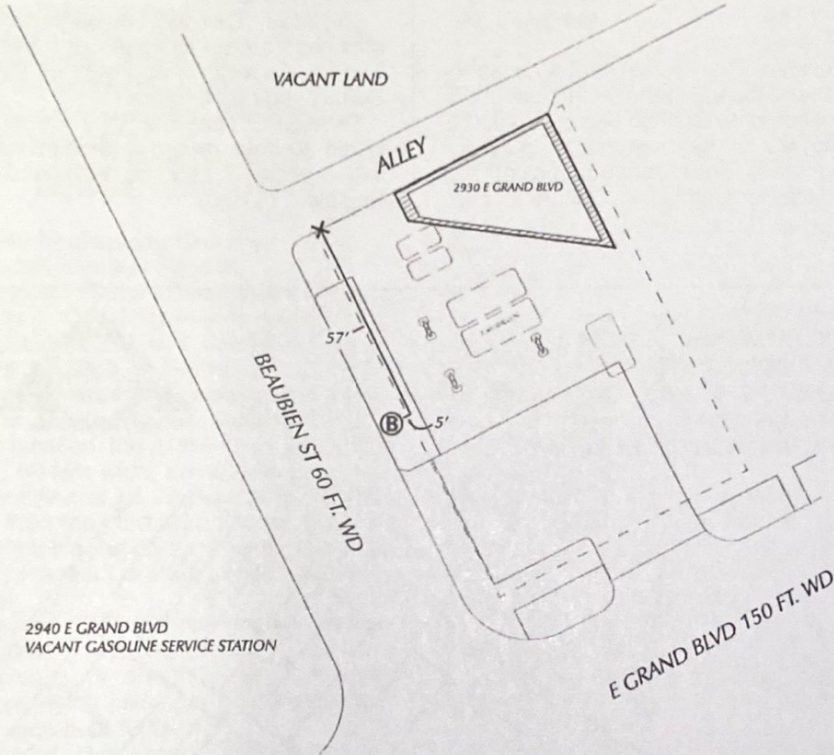 VACANT LAND
ALLEY
2930 E GRAND BLVD
57'
B
5'
BEAUBIEN ST 60 FT. WD
2940 E GRAND BLVD
VACANT GASOLINE SERVICE STATION
E GRAND BLVD 150 FT. WD